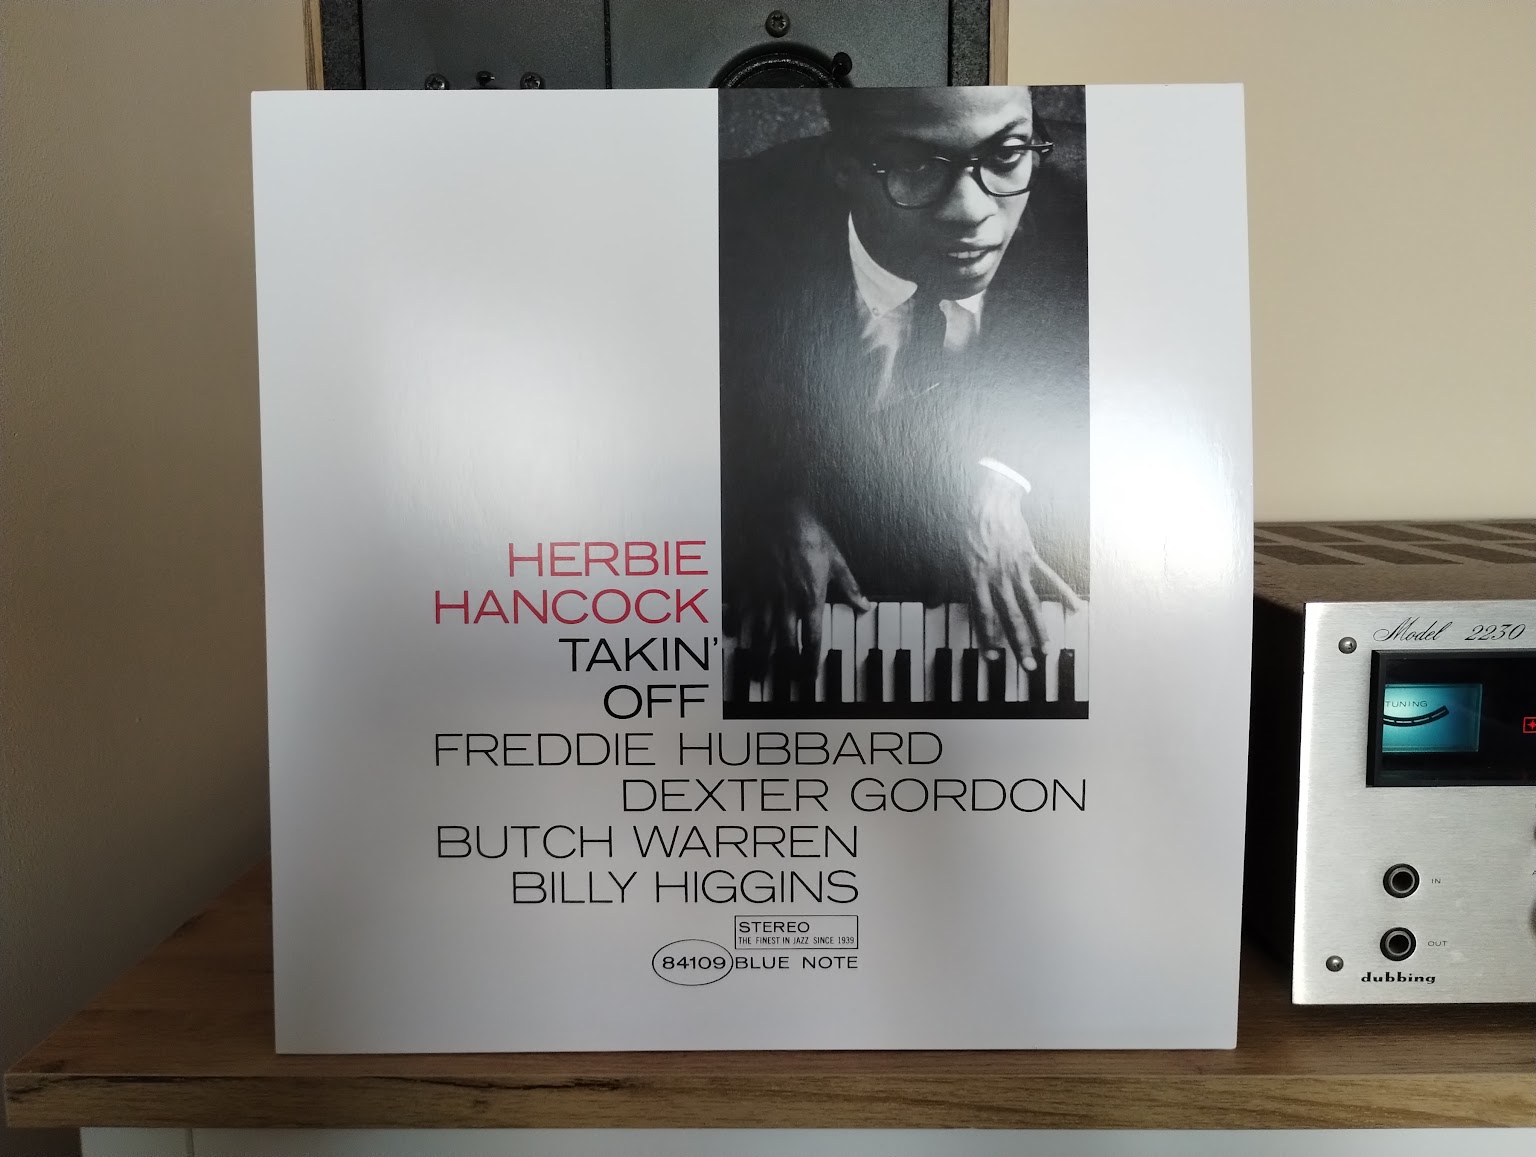 HERBIE
HANCOCK
TAKIN'
OFF
FREDDIE HUBBARD
DEXTER GORDON
BUTCH WARREN
BILLY HIGGINS
STEREO
THE FINEST IN JAZZ SINCE 1939
84109 BLUE NOTE
Model 2230
TUNING
IN
OUT
dubbing